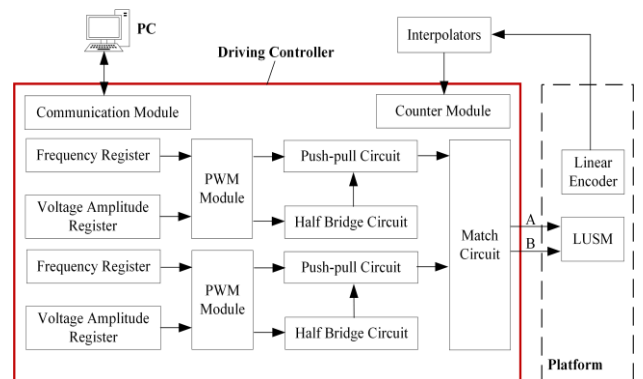 PC
Interpolators
Driving Controller
Communication Module
Counter Module
Frequency Register
PWM
Module
Push-pull Circuit
Voltage Amplitude
Register
Half Bridge Circuit
Frequency Register
PWM
Module
Push-pull Circuit
Voltage Amplitude
Register
Half Bridge Circuit
Match
Circuit
A
B
Linear
Encoder
LUSM
Platform